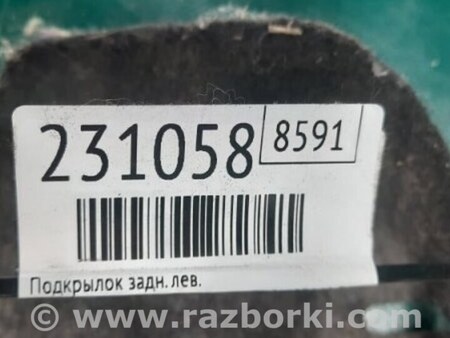 231058 8591
Подкрылок задн. лев.
© www.razborki.com